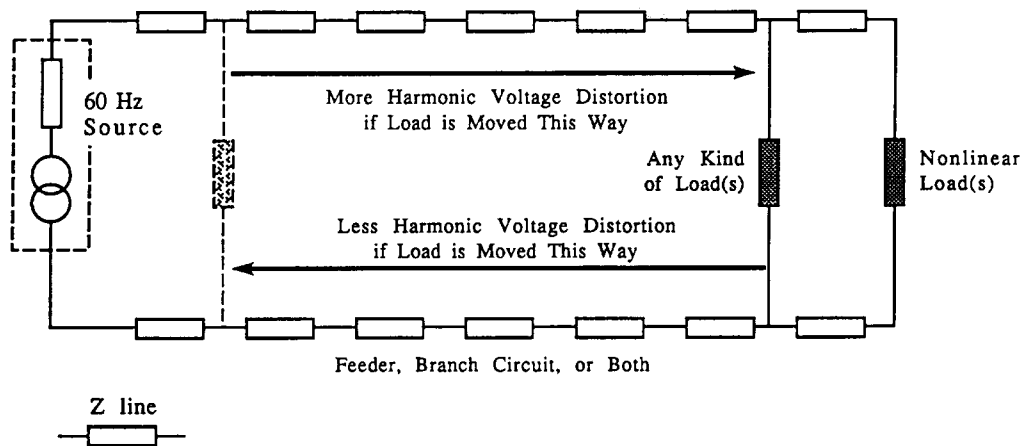 60 Hz
Source
More Harmonic Voltage Distortion
if Load is Moved This Way
Any Kind
of Load(s)
Nonlinear
Load(s)
Less Harmonic Voltage Distortion
if Load is Moved This Way
Feeder, Branch Circuit, or Both
Z line